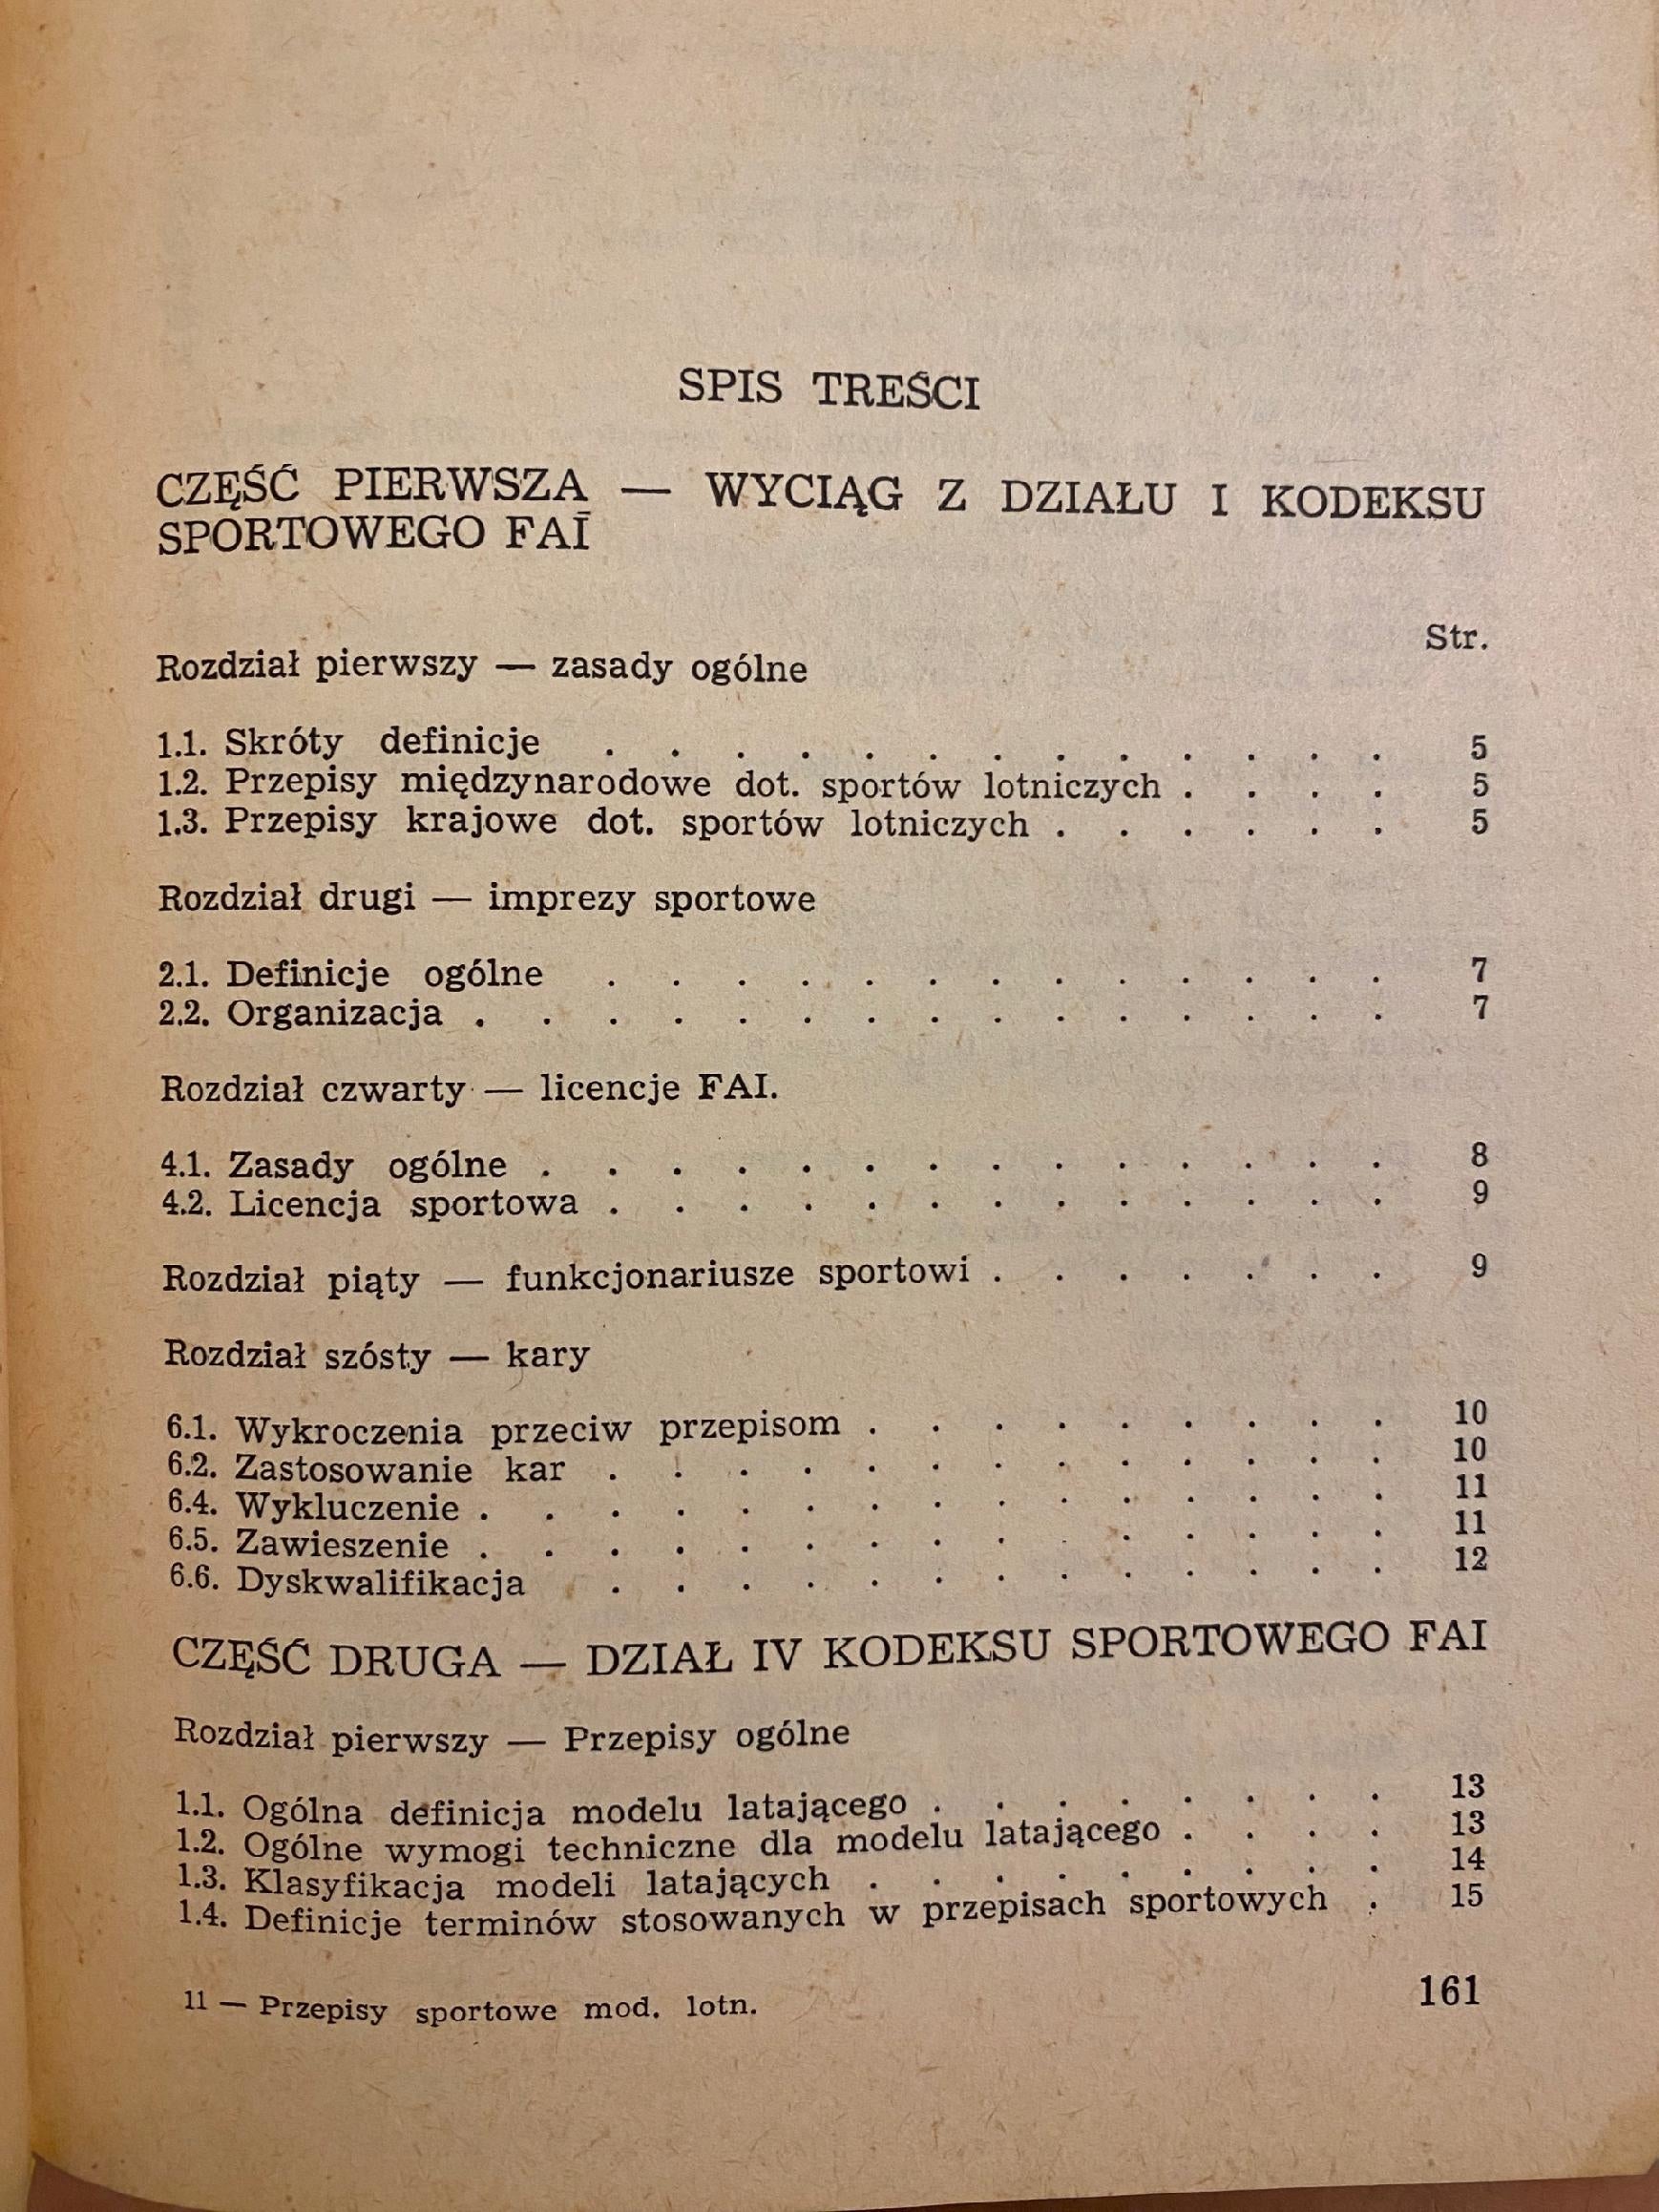 SPIS TREŚCI
CZĘŚĆ PIERWSZA — WYCIĄG Z DZIAŁU I KODEKSU
SPORTOWEGO FAI
Str.
Rozdział pierwszy — zasady ogólne
1.1. Skróty definicje . . . . . . . . . . . . . 5
1.2. Przepisy międzynarodowe dot. sportów lotniczych . . . . 5
1.3. Przepisy krajowe dot. sportów lotniczych . . . . . . 5
Rozdział drugi — imprezy sportowe
2.1. Definicje ogólne . . . . . . . . . . . . . 7
2.2. Organizacja . . . . . . . . . . . . . . . 7
Rozdział czwarty — licencje FAI.
4.1. Zasady ogólne . . . . . . . . . . . . . . 8
4.2. Licencja sportowa . . . . . . . . . . . . . 9
Rozdział piąty — funkcjonariusze sportowi . . . . . . . 9
Rozdział szósty — kary
6.1. Wykroczenia przeciw przepisom . . . . . . . . . 10
6.2. Zastosowanie kar . . . . . . . . . . . . . 10
6.4. Wykluczenie . . . . . . . . . . . . . . . 11
6.5. Zawieszenie . . . . . . . . . . . . . . . 11
6.6. Dyskwalifikacja . . . . . . . . . . . . . 12
CZĘŚĆ DRUGA — DZIAŁ IV KODEKSU SPORTOWEGO FAI
Rozdział pierwszy — Przepisy ogólne
1.1. Ogólna definicja modelu latającego . . . . . . . . 13
1.2. Ogólne wymogi techniczne dla modelu latającego . . . . 13
1.3. Klasyfikacja modeli latających . . . . . . . . . 14
1.4. Definicje terminów stosowanych w przepisach sportowych . 15
11 — Przepisy sportowe mod. lotn.
161